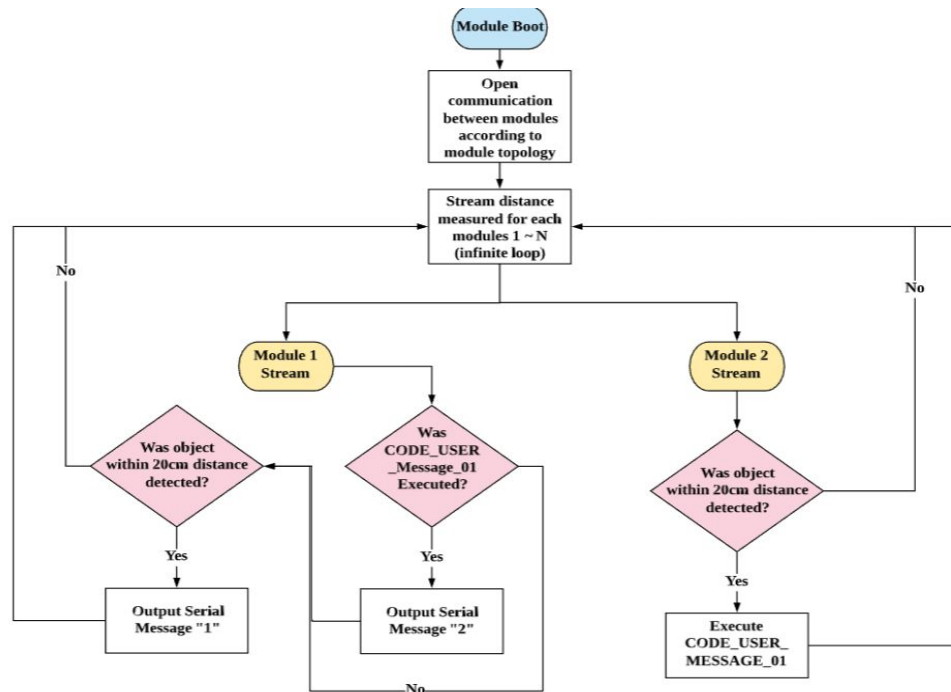 Module Boot
Open
communication
between modules
according to
module topology
Stream distance
measured for each
modules 1 ~ N
(infinite loop)
No
No
Module 1
Stream
Module 2
Stream
Was object
within 20cm distance
detected?
Was
CODE_USER
_Message_01
Executed?
Was object
within 20cm distance
detected?
Yes
Yes
Yes
Output Serial
Message "1"
Output Serial
Message "2"
Execute
CODE_USER_
MESSAGE_01
No